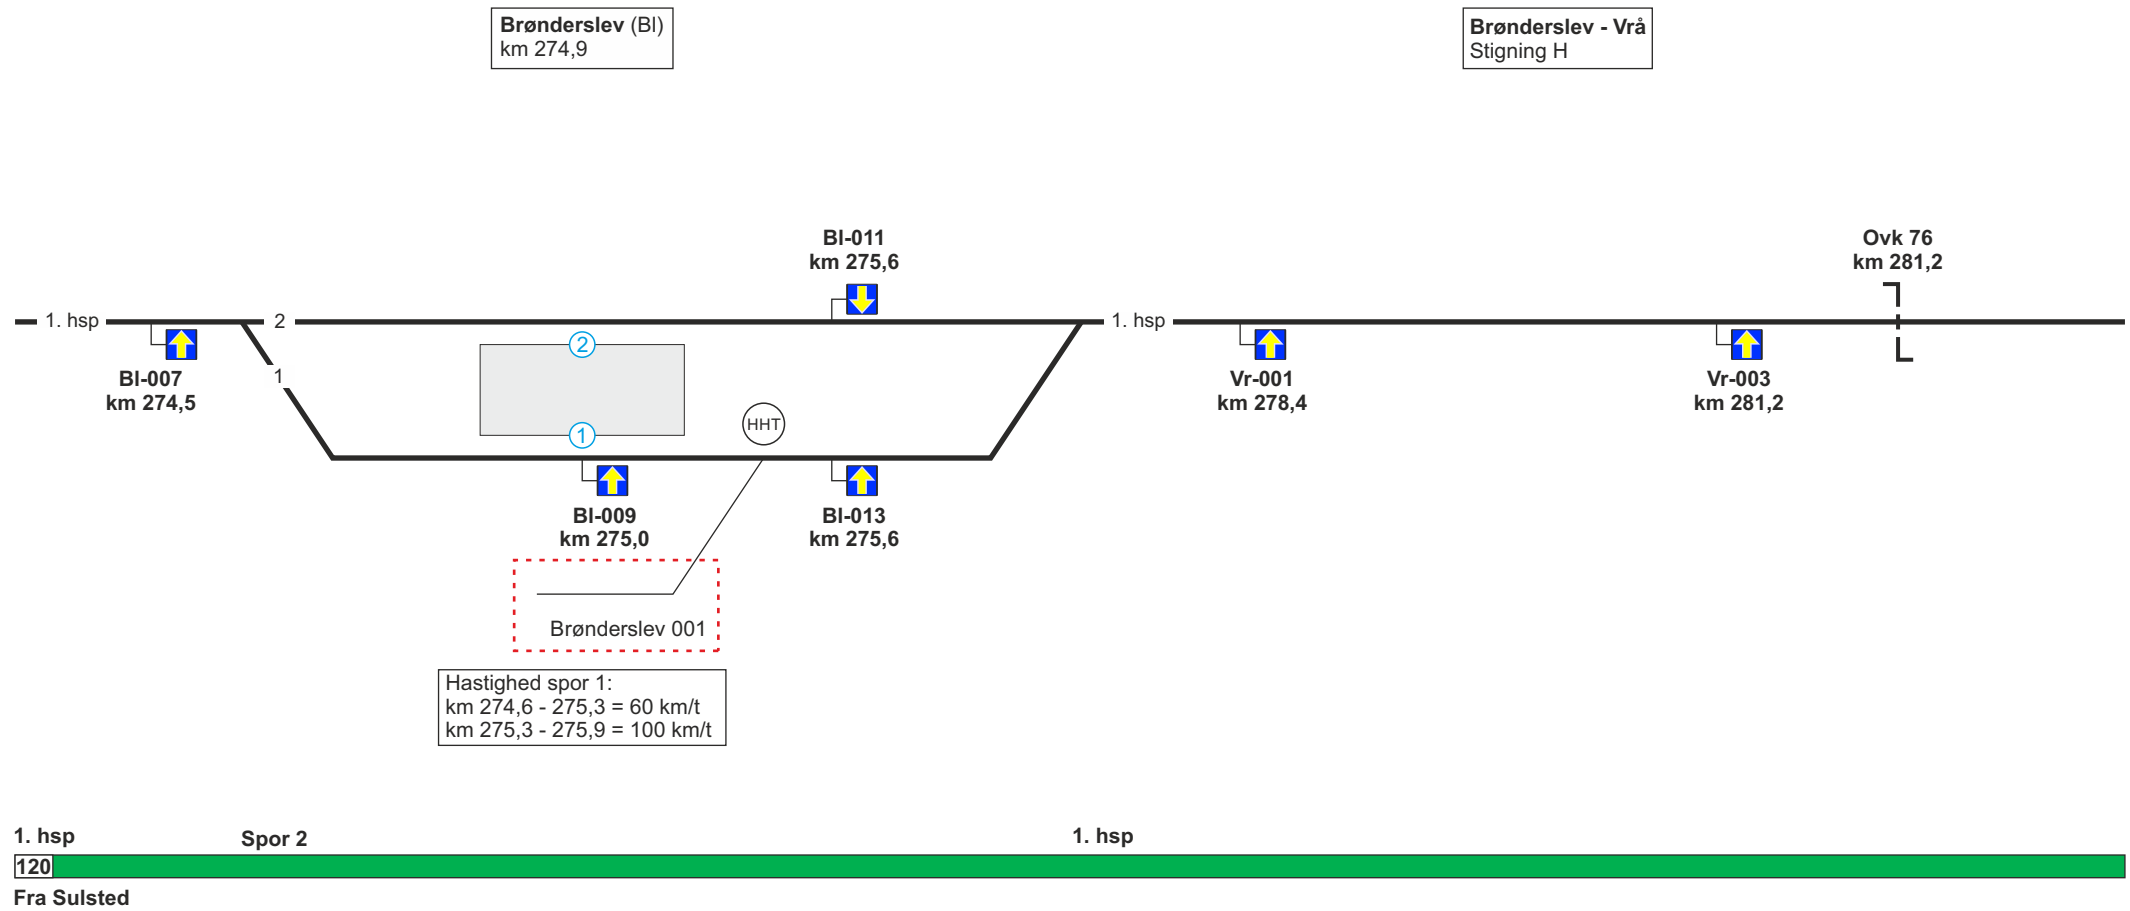 Brønderslev (Bl)
km 274,9
Brønderslev - Vrå
Stigning H
Bl-011
km 275,6
Ovk 76
km 281,2
1. hsp
2
1. hsp
2
1
Bl-007
km 274,5
Vr-001
km 278,4
Vr-003
km 281,2
HHT
1
Bl-009
km 275,0
Bl-013
km 275,6
Brønderslev 001
Hastighed spor 1:
km 274,6 - 275,3 = 60 km/t
km 275,3 - 275,9 = 100 km/t
1. hsp
Spor 2
1. hsp
120
Fra Sulsted